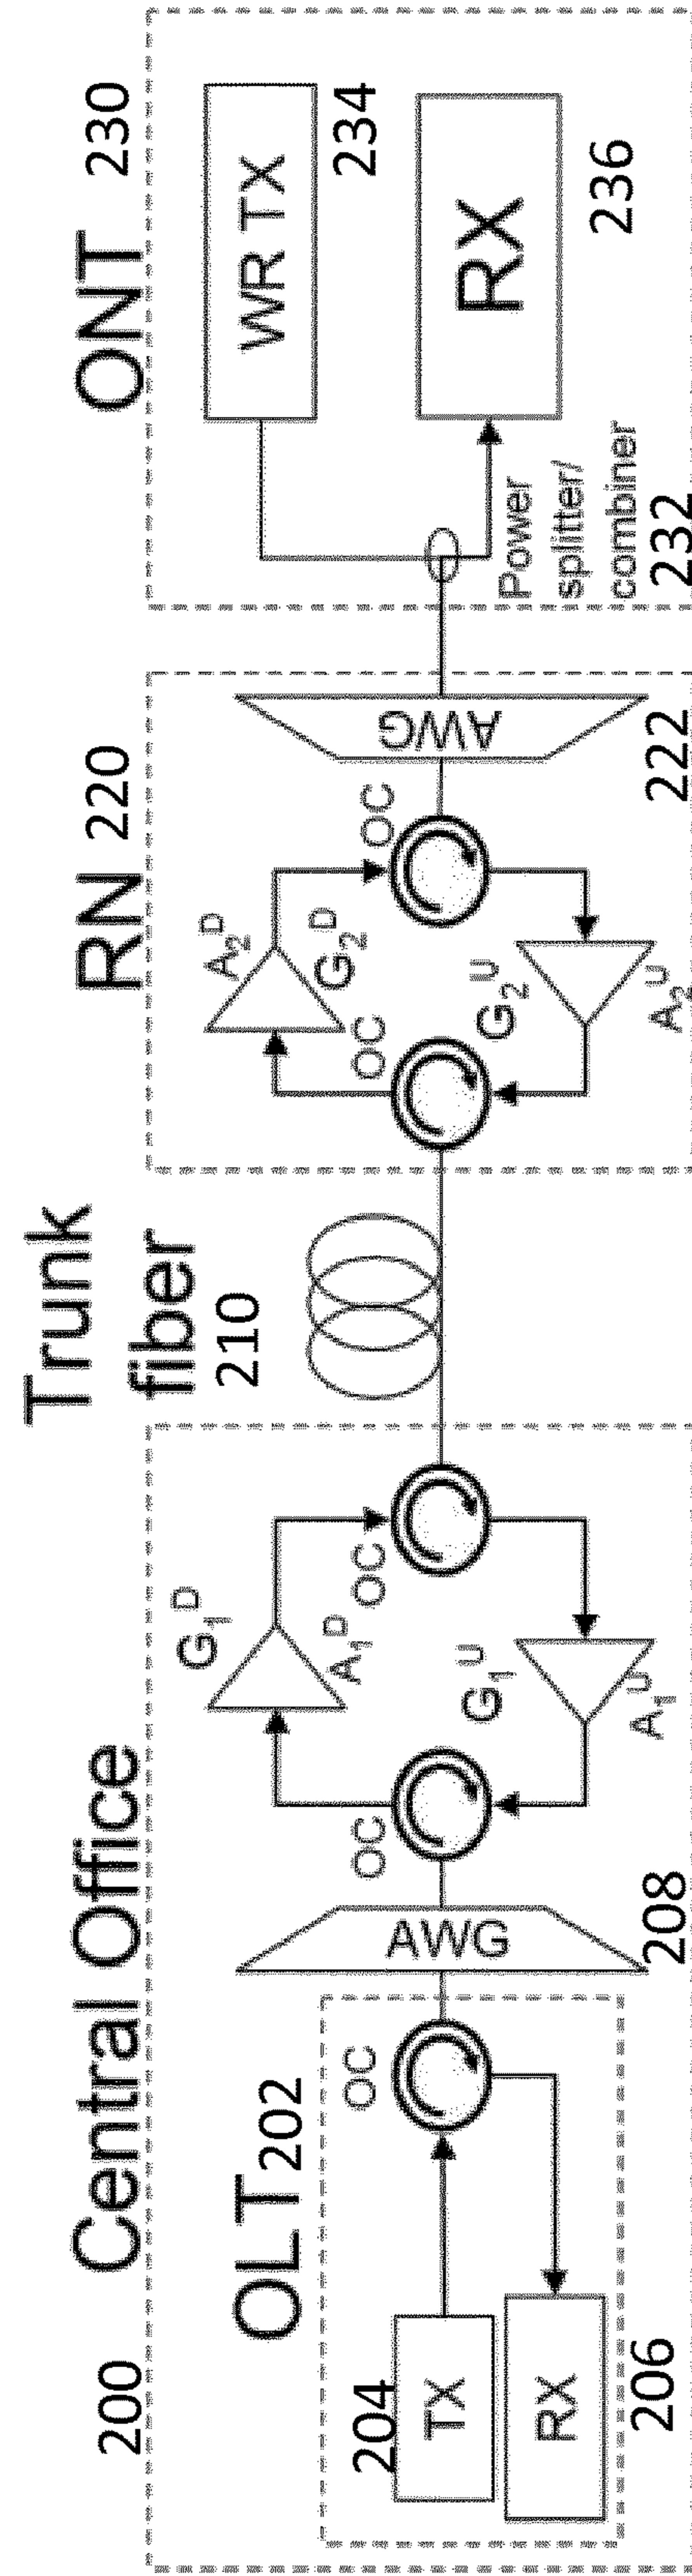 200 Central Office
OLT 202
204
TX
RX
206
OC
AWG
208
OC
G₁ᴰ
A₁ᴰ
OC
G₁ᵁ
A₁ᵁ
Trunk
fiber
210
RN 220
OC
A₂ᴰ
G₂ᴰ
OC
G₂ᵁ
A₂ᵁ
AWG
222
ONT 230
WR TX
234
RX
236
Power
splitter/
combiner
232